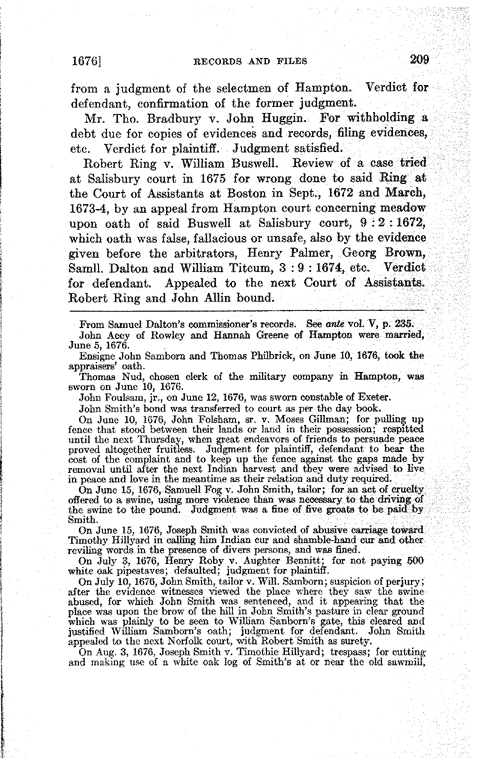 1676] RECORDS AND FILES 209
from a judgment of the selectmen of Hampton. Verdict for
defendant, confirmation of the former judgment.
Mr. Tho. Bradbury v. John Huggin. For withholding a
debt due for copies of evidences and records, filing evidences,
etc. Verdict for plaintiff. Judgment satisfied.
Robert Ring v. William Buswell. Review of a case tried
at Salisbury court in 1675 for wrong done to said Ring at
the Court of Assistants at Boston in Sept., 1672 and March,
1673-4, by an appeal from Hampton court concerning meadow
upon oath of said Buswell at Salisbury court, 9 : 2 : 1672,
which oath was false, fallacious or unsafe, also by the evidence
given before the arbitrators, Henry Palmer, Georg Brown,
Samll. Dalton and William Titcum, 3 : 9 : 1674, etc. Verdict
for defendant. Appealed to the next Court of Assistants.
Robert Ring and John Allin bound.
From Samuel Dalton's commissioner's records. See ante vol. V, p. 235.
John Acey of Rowley and Hannah Greene of Hampton were married,
June 5, 1676.
Ensigne John Samborn and Thomas Philbrick, on June 10, 1676, took the
appraisers' oath.
Thomas Nud, chosen clerk of the military company in Hampton, was
sworn on June 10, 1676.
John Foulsam, jr., on June 12, 1676, was sworn constable of Exeter.
John Smith's bond was transferred to court as per the day book.
On June 10, 1676, John Folsham, sr. v. Moses Gillman; for pulling up
fence that stood between their lands or land in their possession; respitted
until the next Thursday, when great endeavors of friends to persuade peace
proved altogether fruitless. Judgment for plaintiff, defendant to bear the
cost of the complaint and to keep up the fence against the gaps made by
removal until after the next Indian harvest and they were advised to live
in peace and love in the meantime as their relation and duty required.
On June 15, 1676, Samuell Fog v. John Smith, tailor; for an act of cruelty
offered to a swine, using more violence than was necessary to the driving of
the swine to the pound. Judgment was a fine of five groats to be paid by
Smith.
On June 15, 1676, Joseph Smith was convicted of abusive carriage toward
Timothy Hillyard in calling him Indian cur and shamble-hand cur and other
reviling words in the presence of divers persons, and was fined.
On July 3, 1676, Henry Roby v. Aughter Bennitt; for not paying 500
white oak pipestaves; defaulted; judgment for plaintiff.
On July 10, 1676, John Smith, tailor v. Will. Samborn; suspicion of perjury;
after the evidence witnesses viewed the place where they saw the swine
abused, for which John Smith was sentenced, and it appearing that the
place was upon the brow of the hill in John Smith's pasture in clear ground
which was plainly to be seen to William Sanborn's gate, this cleared and
justified William Samborn's oath; judgment for defendant. John Smith
appealed to the next Norfolk court, with Robert Smith as surety.
On Aug. 3, 1676, Joseph Smith v. Timothie Hillyard; trespass; for cutting
and making use of a white oak log of Smith's at or near the old sawmill,